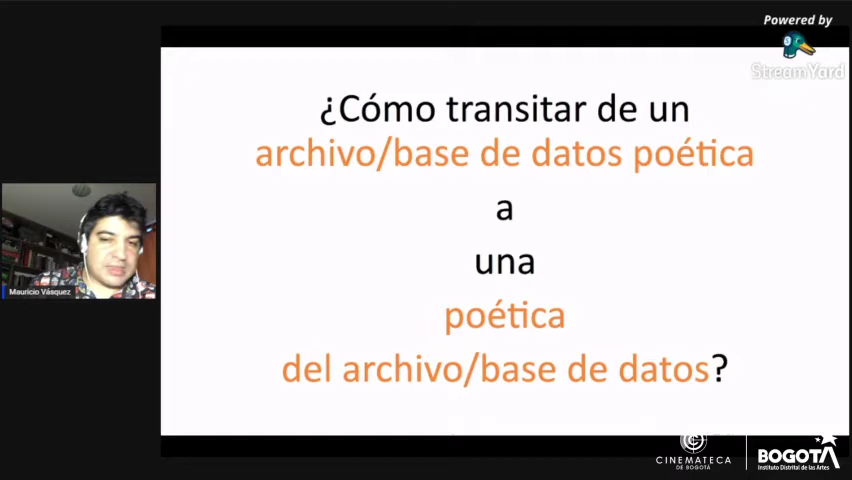 Powered by
StreamYard
¿Cómo transitar de un
archivo/base de datos poética
a
una
poética
del archivo/base de datos?
Mauricio Vásquez
CINEMATECA
DE BOGOTÁ
BOGOTÁ
Instituto Distrital de las Artes